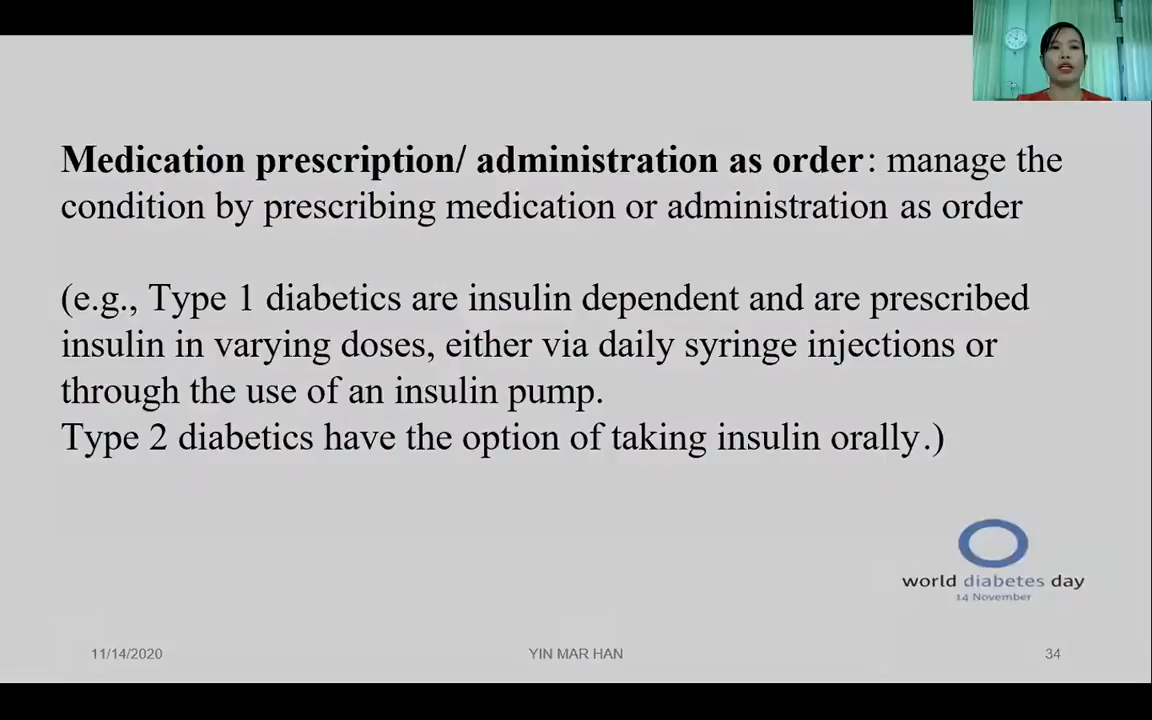 Medication prescription/ administration as order: manage the
condition by prescribing medication or administration as order
(e.g., Type 1 diabetics are insulin dependent and are prescribed
insulin in varying doses, either via daily syringe injections or
through the use of an insulin pump.
Type 2 diabetics have the option of taking insulin orally.)
world diabetes day
14 November
11/14/2020
YIN MAR HAN
34